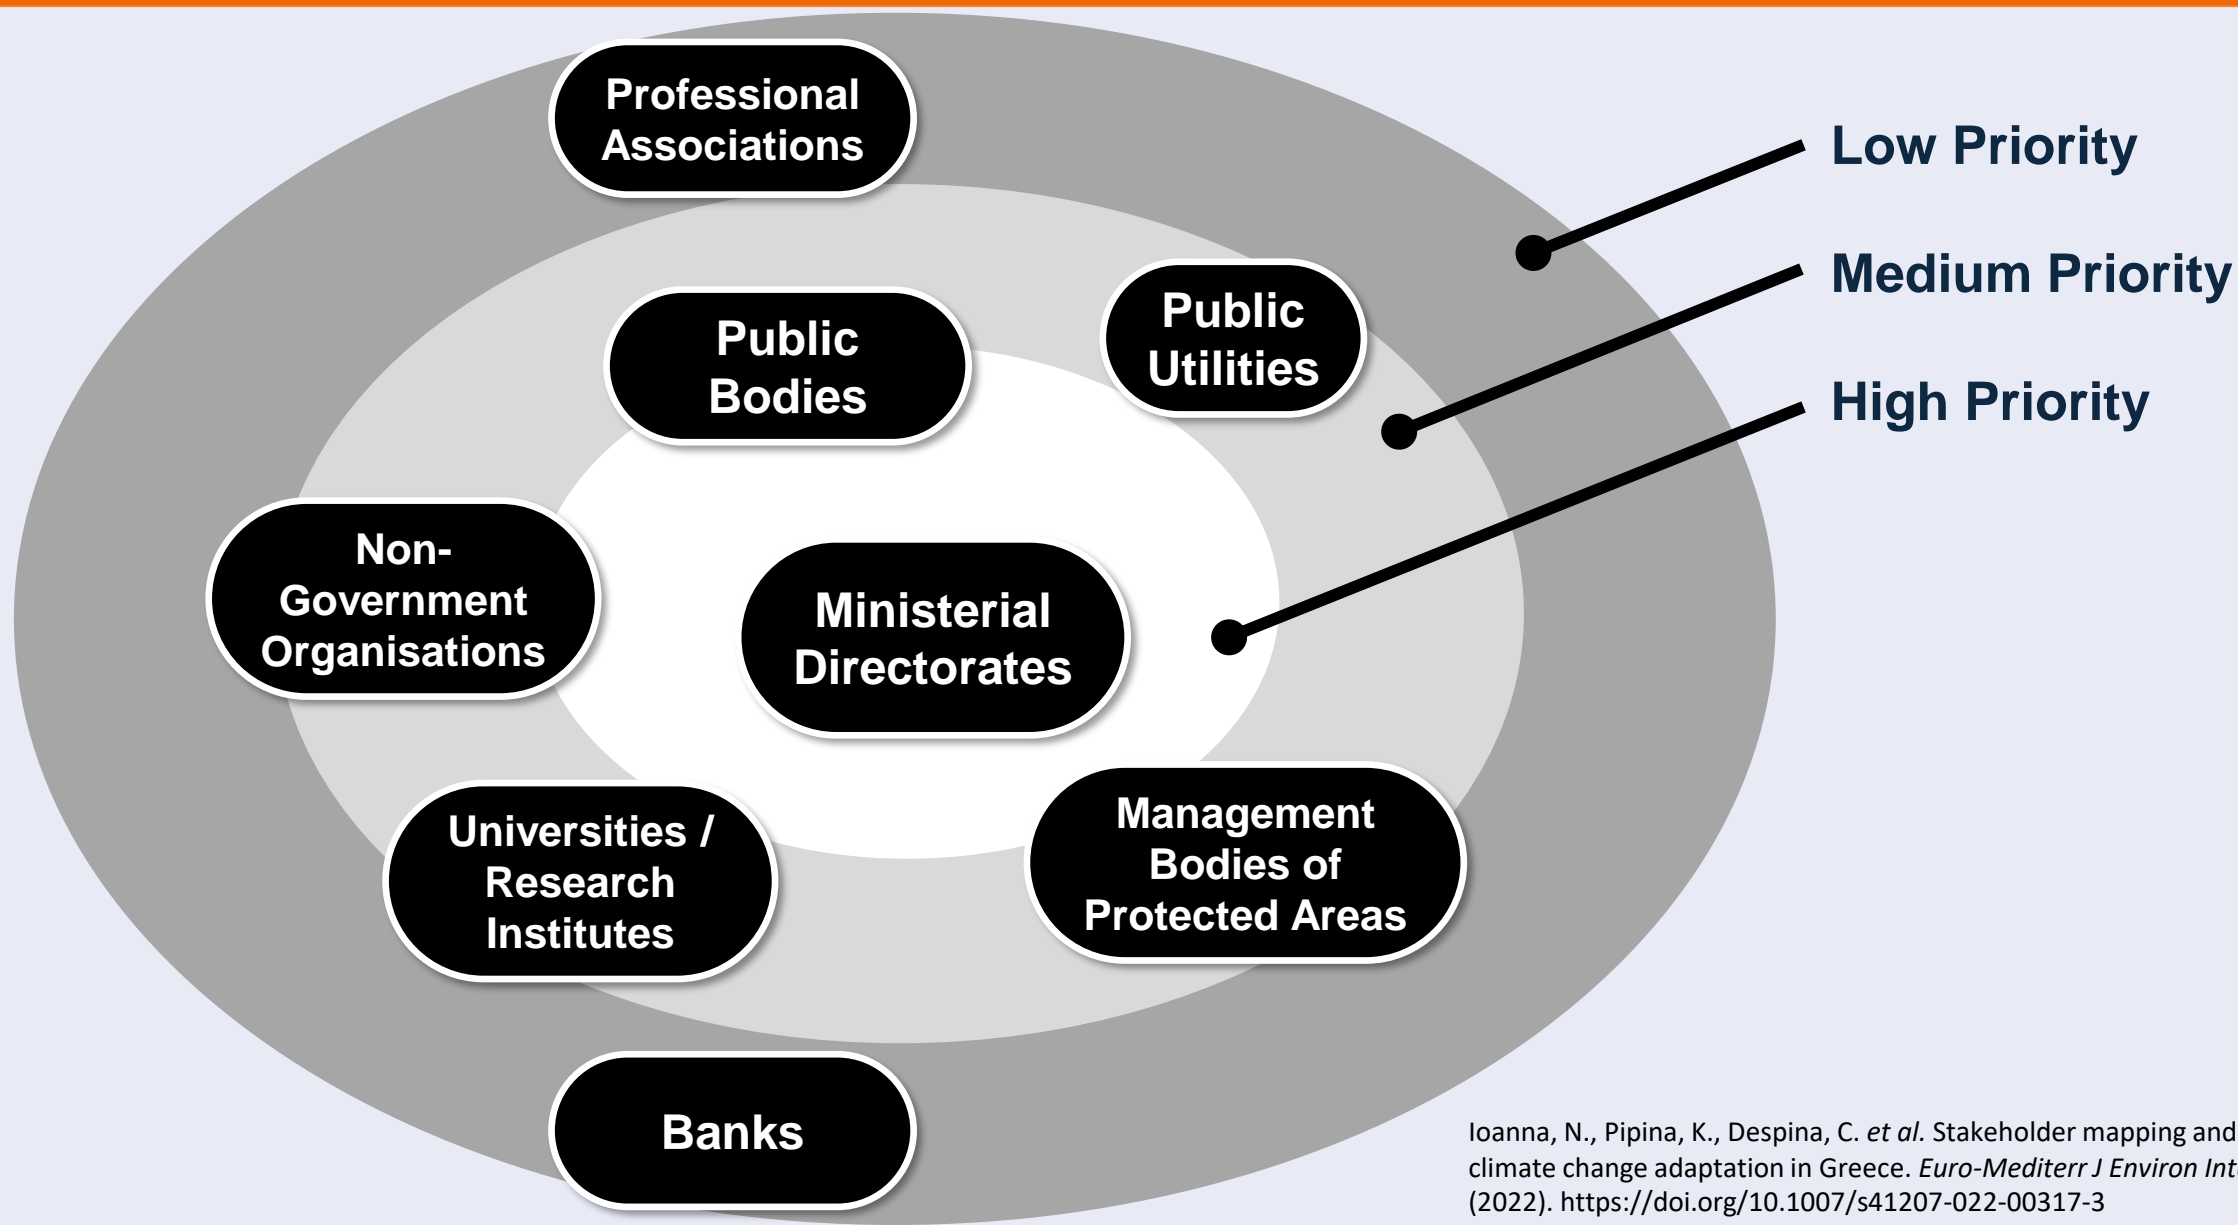 Professional
Associations
Low Priority
Medium Priority
High Priority
Public
Bodies
Public
Utilities
Non-
Government
Organisations
Ministerial
Directorates
Universities /
Research
Institutes
Management
Bodies of
Protected Areas
Banks
Ioanna, N., Pipina, K., Despina, C. et al. Stakeholder mapping and
climate change adaptation in Greece. Euro-Mediterr J Environ
(2022). https://doi.org/10.1007/s41207-022-00317-3